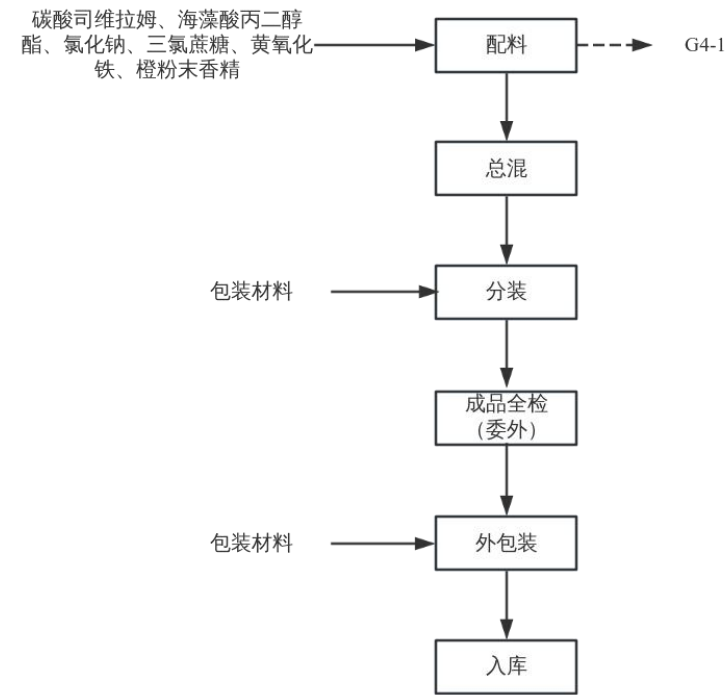 碳酸司维拉姆、海藻酸丙二醇
酯、氯化钠、三氯蔗糖、黄氧化
铁、橙粉末香精
配料
G4-1
总混
包装材料
分装
成品全检
（委外）
包装材料
外包装
入库